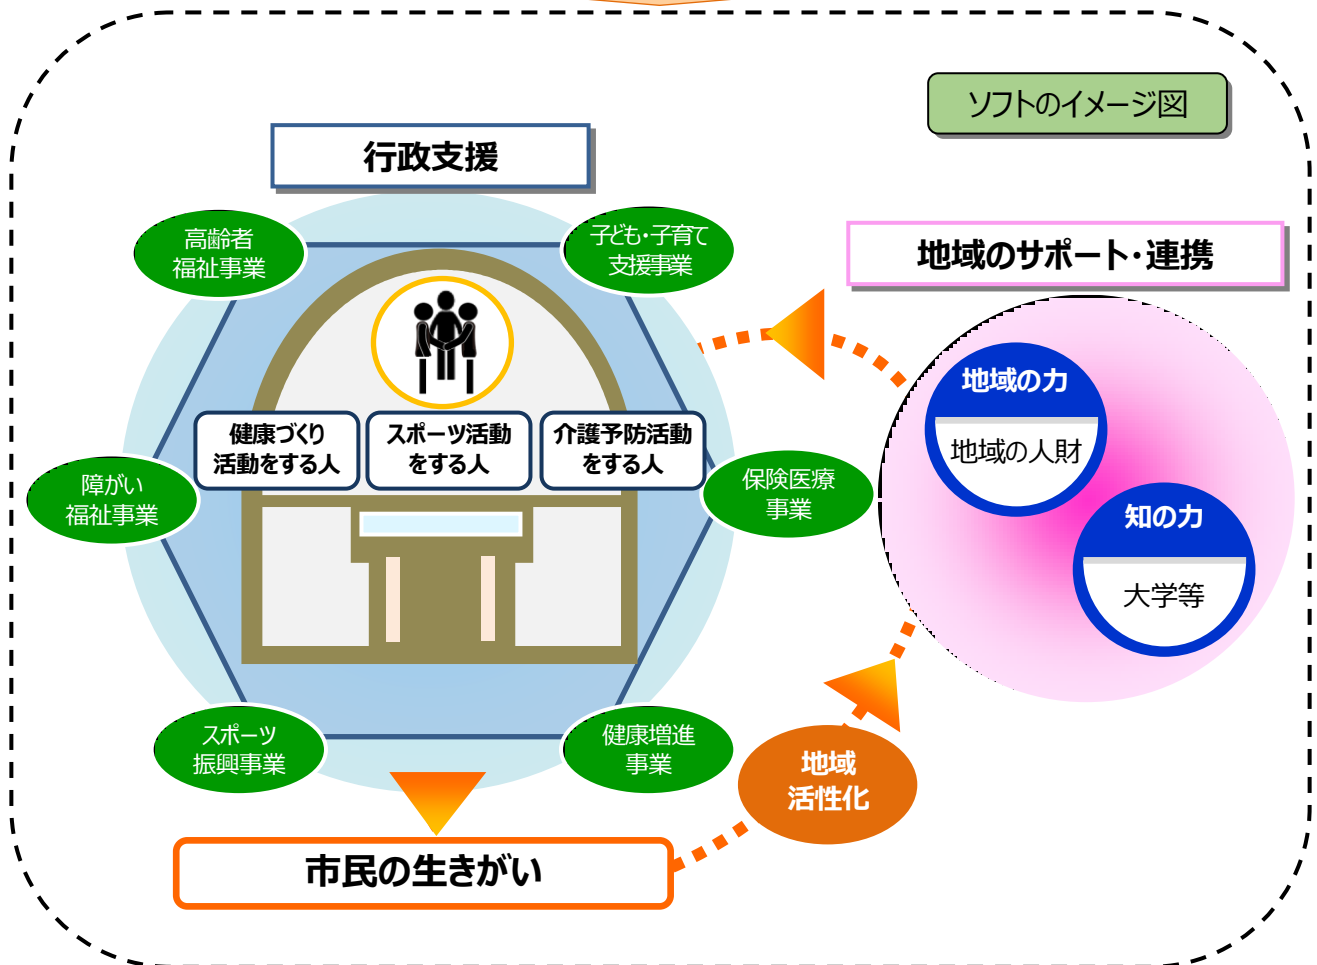 ソフトのイメージ図
行政支援
高齢者
福祉事業
子ども・子育て
支援事業
地域のサポート・連携
地域の力
地域の人財
健康づくり
活動をする人
スポーツ活動
をする人
介護予防活動
をする人
障がい
福祉事業
保険医療
事業
知の力
大学等
スポーツ
振興事業
健康増進
事業
地域
活性化
市民の生きがい